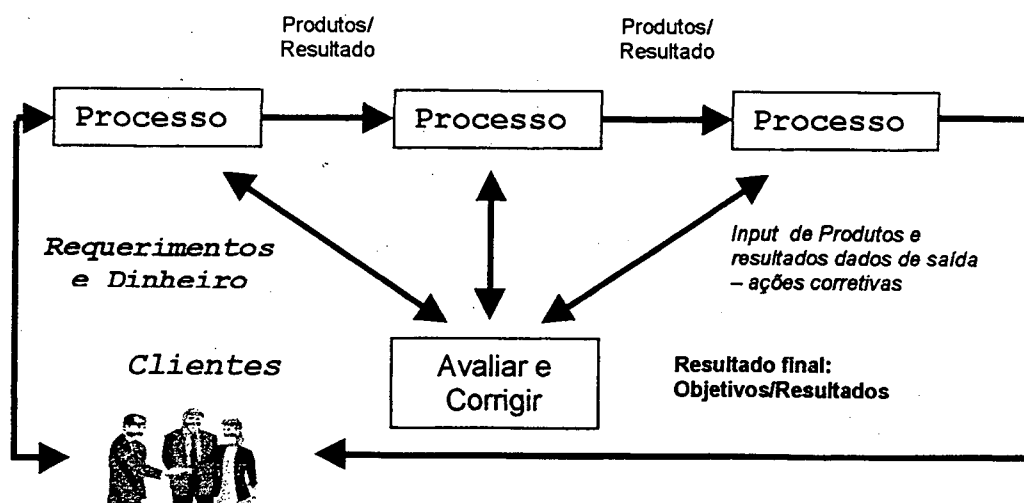 Produtos/
Resultado
Produtos/
Resultado
Processo
Processo
Processo
Requerimentos
e Dinheiro
Input de Produtos e
resultados dados de saída
– ações corretivas
Clientes
Avaliar e
Corrigir
Resultado final:
Objetivos/Resultados